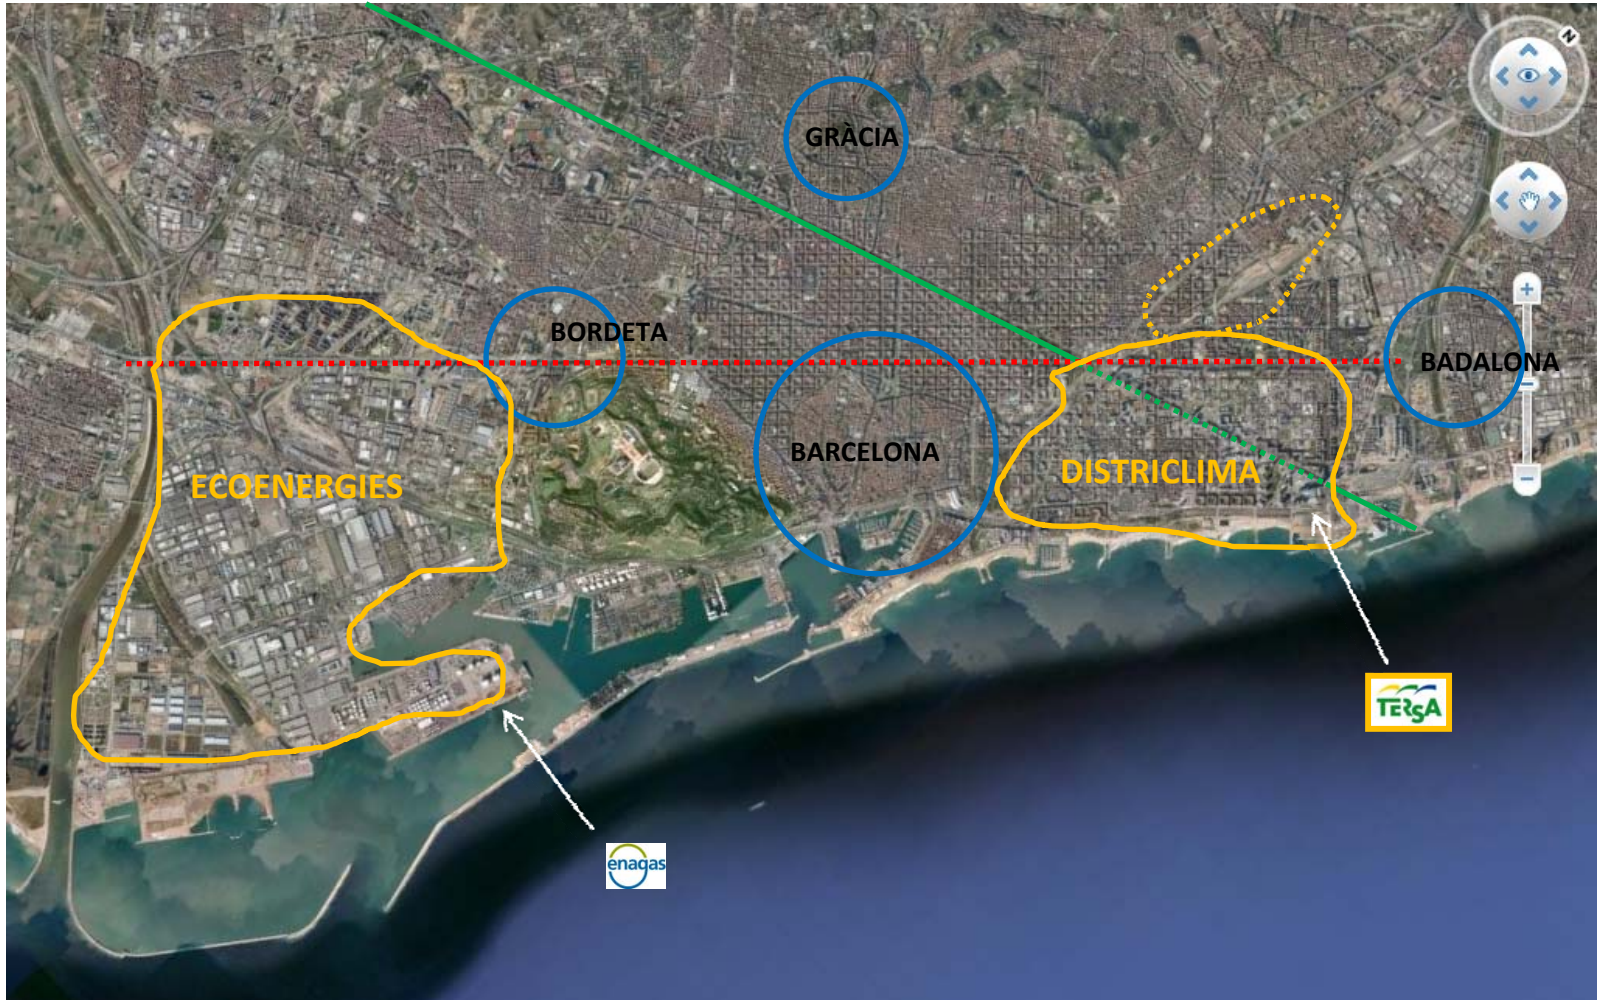 N
GRÀCIA
BORDETA
BADALONA
BARCELONA
ECOENERGIES
DISTRICLIMA
TERSA
enagas